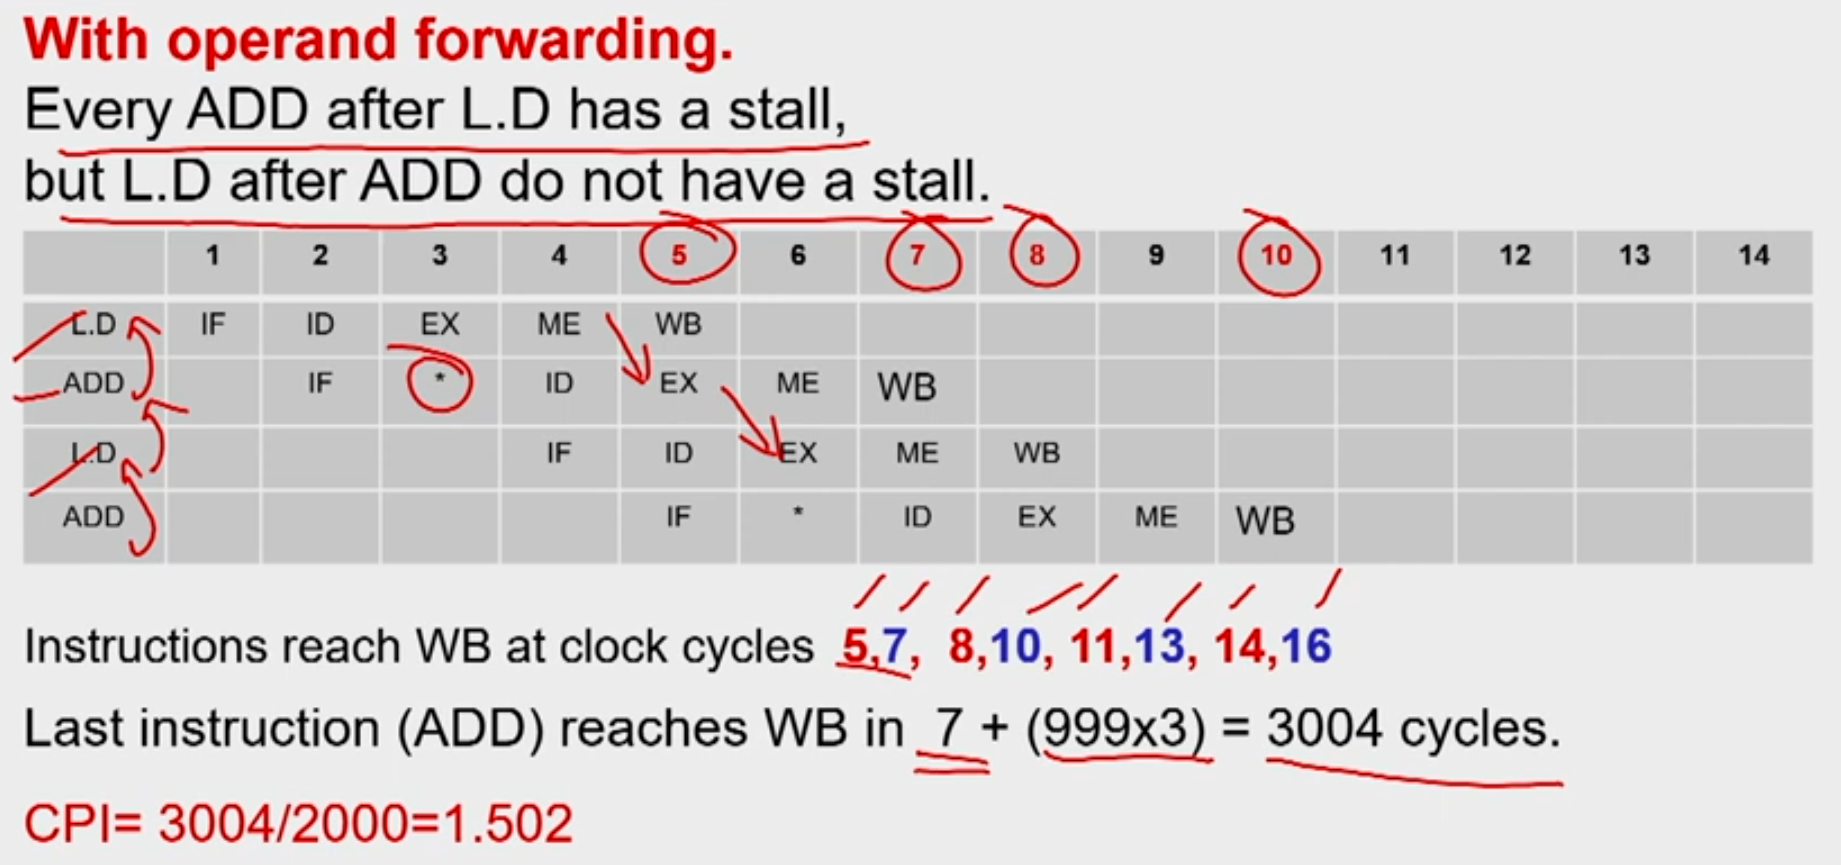 With operand forwarding.
Every ADD after L.D has a stall,
but L.D after ADD do not have a stall.
1 2 3 4 5 6 7 8 9 10 11 12 13 14
L.D IF ID EX ME WB
ADD IF * ID EX ME WB
L.D IF ID EX ME WB
ADD IF * ID EX ME WB
Instructions reach WB at clock cycles 5,7, 8,10, 11,13, 14,16
Last instruction (ADD) reaches WB in 7 + (999x3) = 3004 cycles.
CPI= 3004/2000=1.502